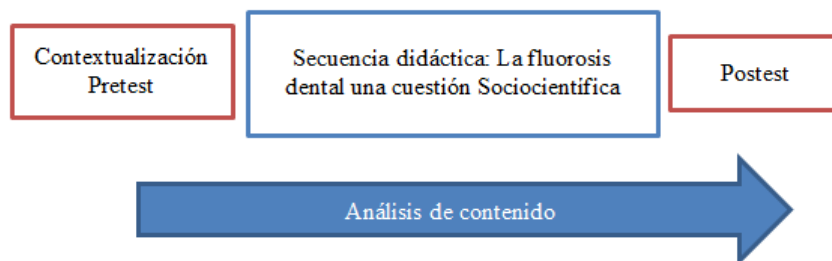 Contextualización
Pretest
Secuencia didáctica: La fluorosis
dental una cuestión Sociocientífica
Postest
Análisis de contenido